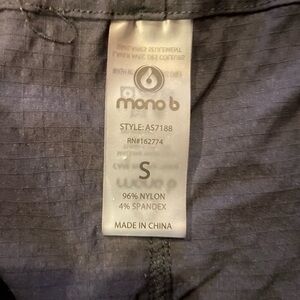 mono b
STYLE: AS7188
RN#162774
S
96% NYLON
4% SPANDEX
MADE IN CHINA